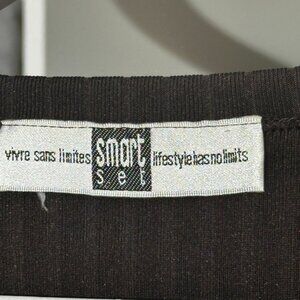 vivre sans limites
smart
set
lifestyle has no limits